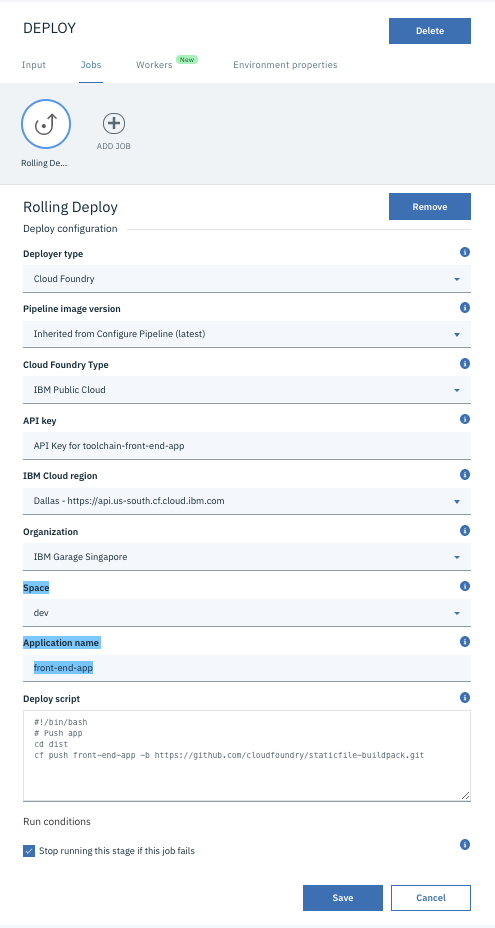 DEPLOY
Delete
Input
Jobs
Workers
New
Environment properties
Rolling De...
ADD JOB
Rolling Deploy
Remove
Deploy configuration
Deployer type
Cloud Foundry
Pipeline image version
Inherited from Configure Pipeline (latest)
Cloud Foundry Type
IBM Public Cloud
API key
API Key for toolchain-front-end-app
IBM Cloud region
Dallas - https://api.us-south.cf.cloud.ibm.com
Organization
IBM Garage Singapore
Space
dev
Application name
front-end-app
Deploy script
#!/bin/bash
# Push app
cd dist
cf push front-end-app -b https://github.com/cloudfoundry/staticfile-buildpack.git
Run conditions
Stop running this stage if this job fails
Save
Cancel